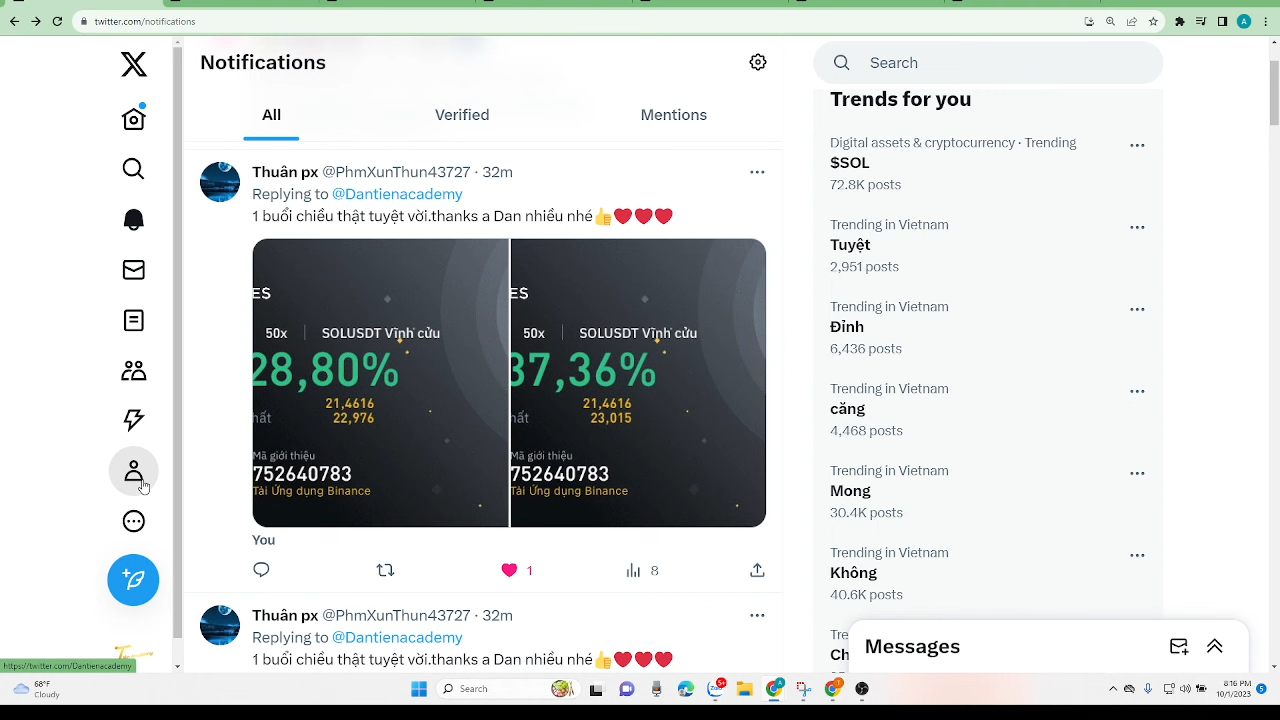 twitter.com/notifications
A
X
Notifications
All
Verified
Mentions
Thuân px @PhmXunThun43727 · 32m
Replying to @Dantienacademy
1 buổi chiều thật tuyệt vời.thanks a Dan nhiều nhé👍❤️❤️❤️
ES
50x | SOLUSDT Vĩnh cửu
28,80%
21,4616
hất 22,976
Mã giới thiệu
752640783
Tải Ứng dụng Binance
ES
50x | SOLUSDT Vĩnh cửu
37,36%
21,4616
hất 23,015
Mã giới thiệu
752640783
Tải Ứng dụng Binance
You
1
8
Thuân px @PhmXunThun43727 · 32m
Replying to @Dantienacademy
1 buổi chiều thật tuyệt vời.thanks a Dan nhiều nhé👍❤️❤️❤️
Search
Trends for you
Digital assets & cryptocurrency · Trending
$SOL
72.8K posts
Trending in Vietnam
Tuyệt
2,951 posts
Trending in Vietnam
Đỉnh
6,436 posts
Trending in Vietnam
căng
4,468 posts
Trending in Vietnam
Mong
30.4K posts
Trending in Vietnam
Không
40.6K posts
Tre
Ch
Messages
https://twitter.com/Dantienacademy
68°F
Cloudy
Search
5+
8:16 PM
10/1/2023